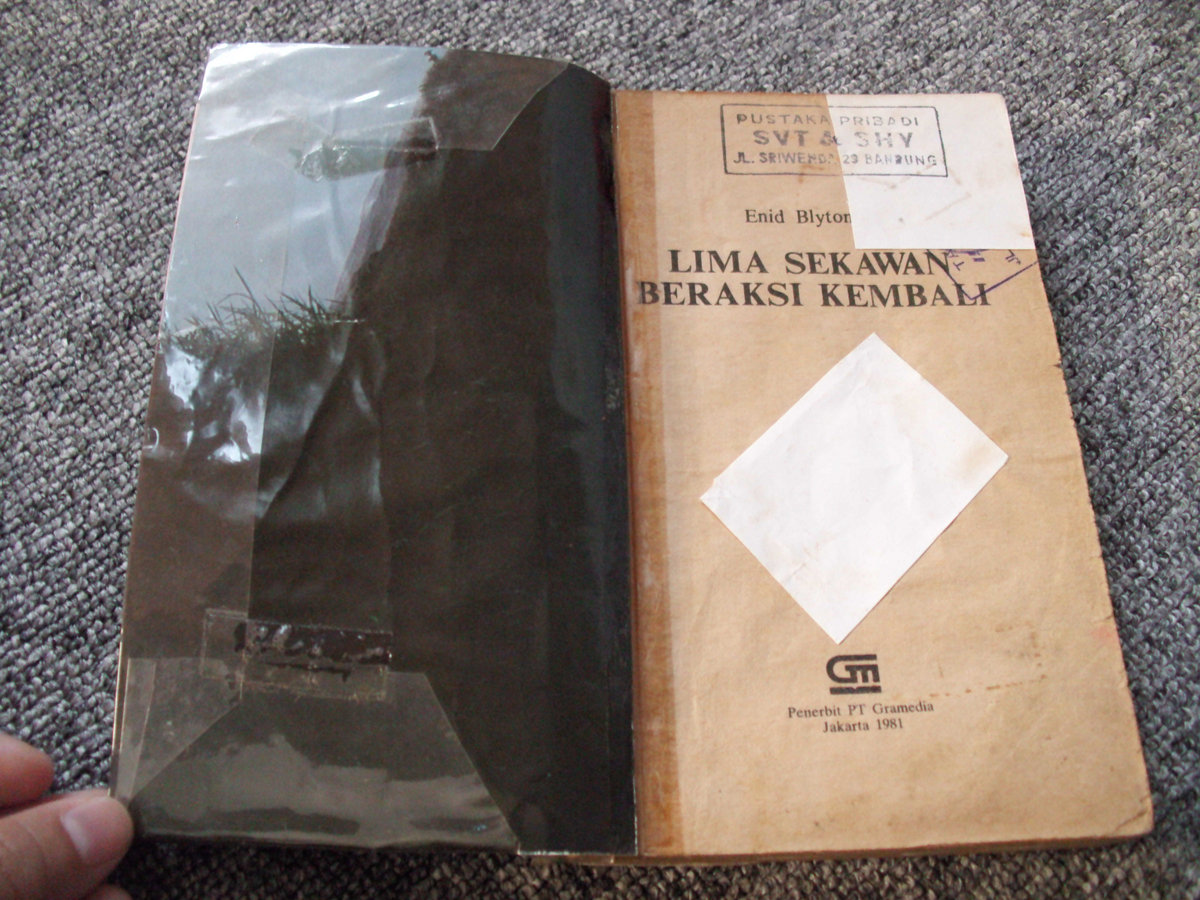 PUSTAKA PRIBADI
SVT & SHY
JL. SRIWENDA 23 BANDUNG
Enid Blyton
LIMA SEKAWAN
BERAKSI KEMBALI
GM
Penerbit PT Gramedia
Jakarta 1981